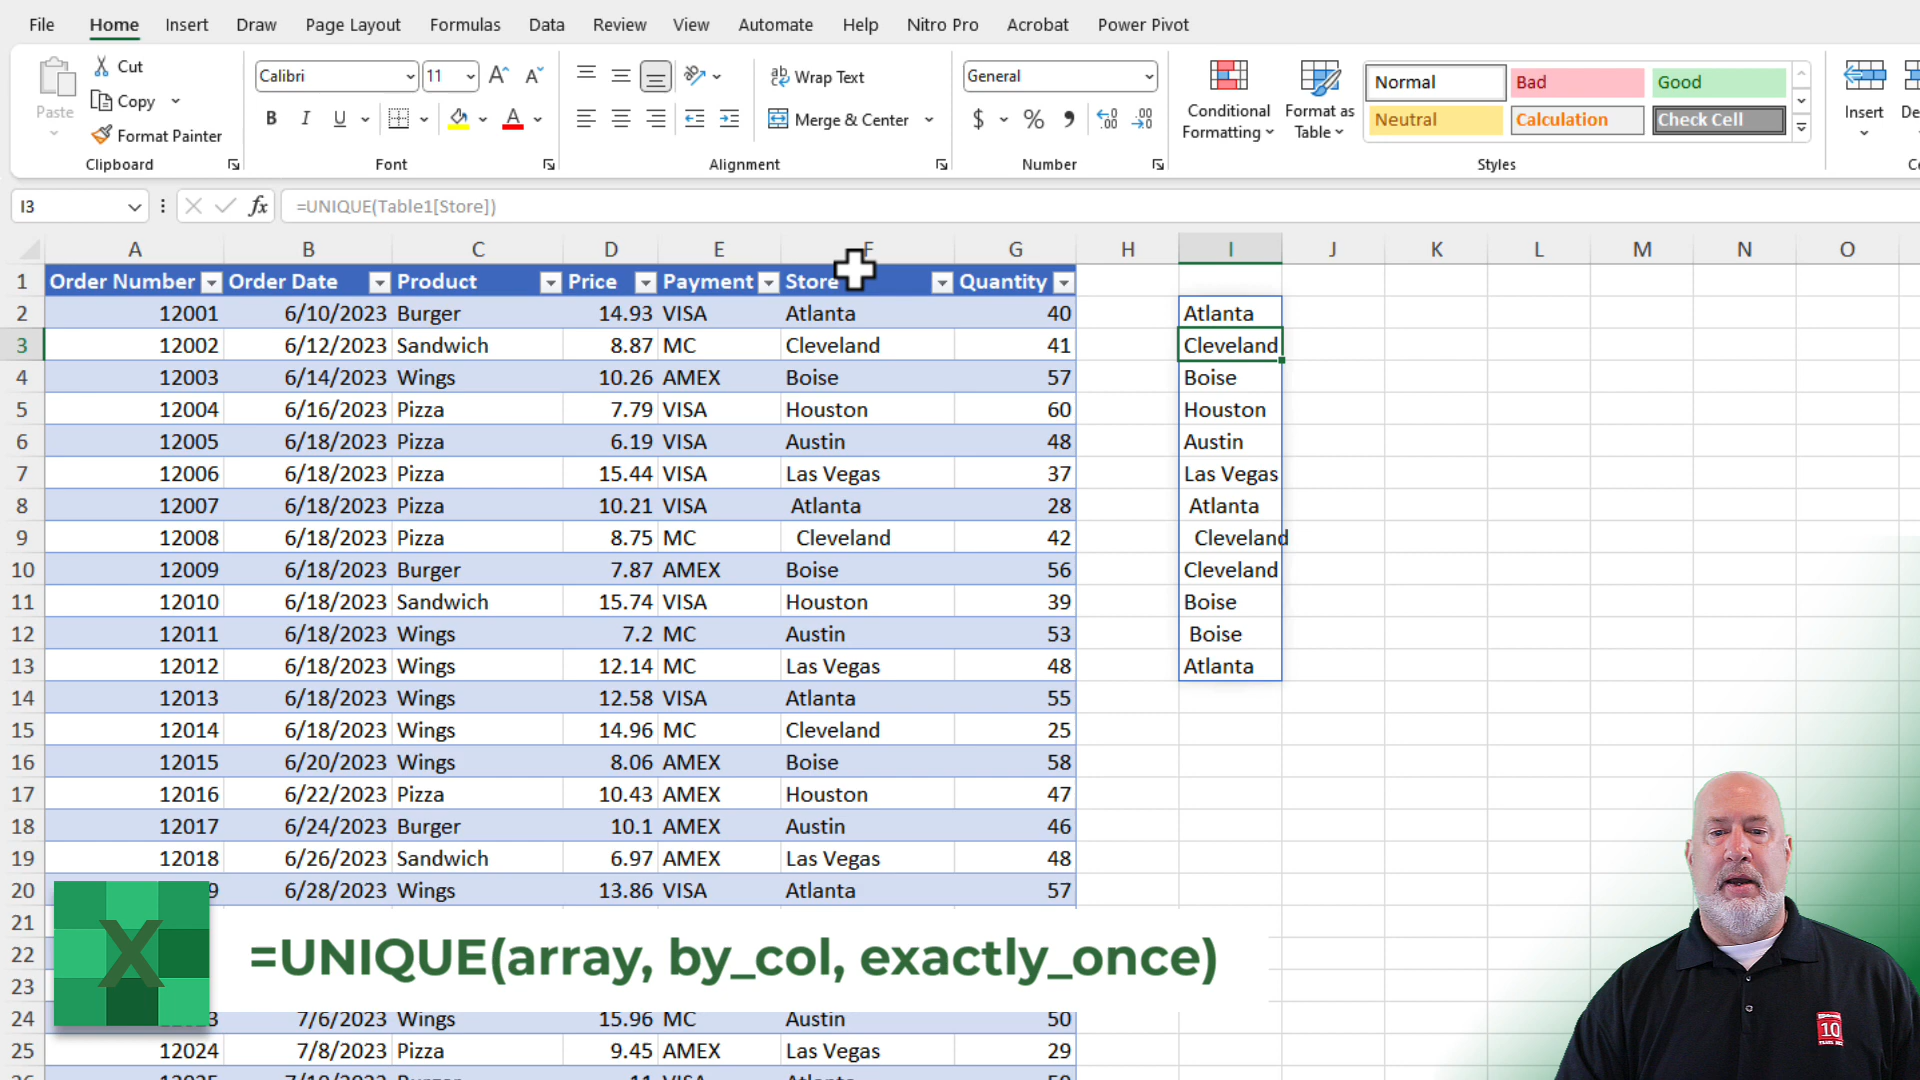 File Home Insert Draw Page Layout Formulas Data Review View Automate Help Nitro Pro Acrobat Power Pivot
Paste Cut Copy Format Painter Clipboard
Calibri 11 B I U A Font
Wrap Text Merge & Center Alignment
General $ % Number
Conditional Formatting Format as Table
Normal Bad Good
Neutral Calculation Check Cell
Styles
Insert
I3 fx =UNIQUE(Table1[Store])
A B C D E F G H I J K L M N O
1 Order Number Order Date Product Price Payment Store Quantity
2 12001 6/10/2023 Burger 14.93 VISA Atlanta 40 Atlanta
3 12002 6/12/2023 Sandwich 8.87 MC Cleveland 41 Cleveland
4 12003 6/14/2023 Wings 10.26 AMEX Boise 57 Boise
5 12004 6/16/2023 Pizza 7.79 VISA Houston 60 Houston
6 12005 6/18/2023 Pizza 6.19 VISA Austin 48 Austin
7 12006 6/18/2023 Pizza 15.44 VISA Las Vegas 37 Las Vegas
8 12007 6/18/2023 Pizza 10.21 VISA Atlanta 28 Atlanta
9 12008 6/18/2023 Pizza 8.75 MC Cleveland 42 Cleveland
10 12009 6/18/2023 Burger 7.87 AMEX Boise 56 Cleveland
11 12010 6/18/2023 Sandwich 15.74 VISA Houston 39 Boise
12 12011 6/18/2023 Wings 7.2 MC Austin 53 Boise
13 12012 6/18/2023 Wings 12.14 MC Las Vegas 48 Atlanta
14 12013 6/18/2023 Wings 12.58 VISA Atlanta 55
15 12014 6/18/2023 Wings 14.96 MC Cleveland 25
16 12015 6/20/2023 Wings 8.06 AMEX Boise 58
17 12016 6/22/2023 Pizza 10.43 AMEX Houston 47
18 12017 6/24/2023 Burger 10.1 AMEX Austin 46
19 12018 6/26/2023 Sandwich 6.97 AMEX Las Vegas 48
20 9 6/28/2023 Wings 13.86 VISA Atlanta 57
21
22
23
X =UNIQUE(array, by_col, exactly_once)
24 3 7/6/2023 Wings 15.96 MC Austin 50
25 12024 7/8/2023 Pizza 9.45 AMEX Las Vegas 29
10